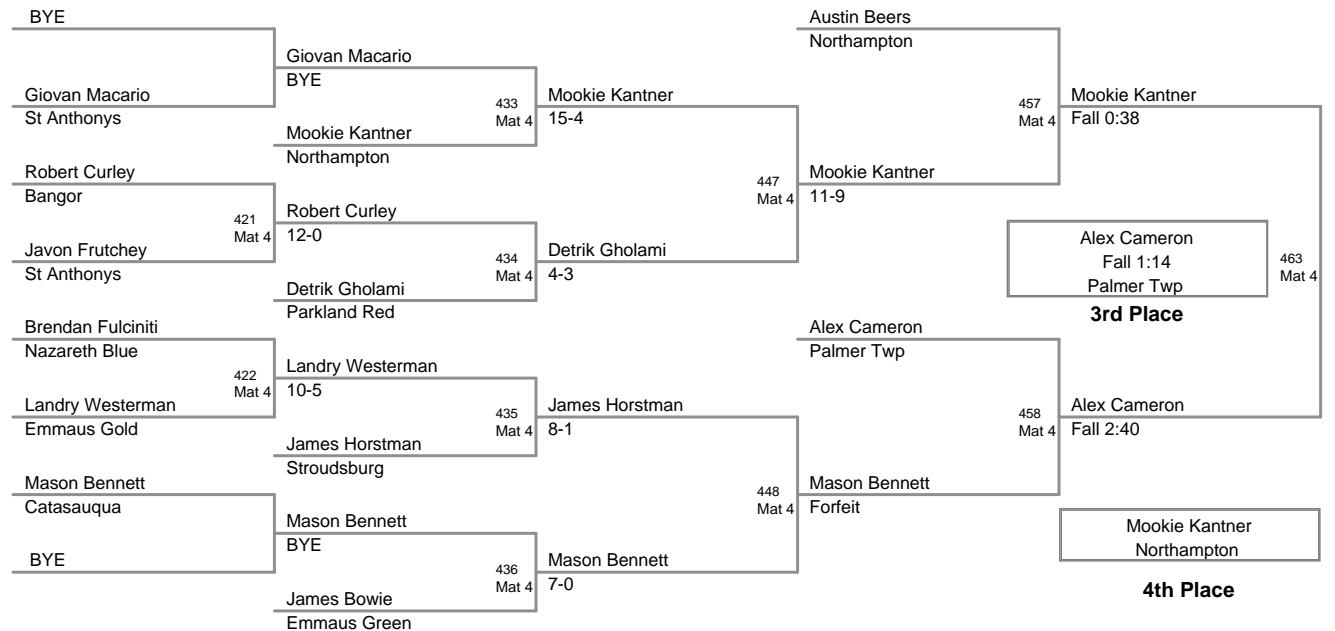 BYE
Giovan Macario
St Anthonys
Robert Curley
Bangor
421
Mat 4
Javon Frutchey
St Anthonys
Brendan Fulciniti
Nazareth Blue
422
Mat 4
Landry Westerman
Emmaus Gold
Mason Bennett
Catasauqua
BYE
Giovan Macario
BYE
433
Mat 4
Mookie Kantner
Northampton
Robert Curley
12-0
434
Mat 4
Detrik Gholami
Parkland Red
Landry Westerman
10-5
435
Mat 4
James Horstman
Stroudsburg
Mason Bennett
BYE
436
Mat 4
James Bowie
Emmaus Green
Mookie Kantner
15-4
447
Mat 4
Detrik Gholami
4-3
James Horstman
8-1
448
Mat 4
Mason Bennett
7-0
Austin Beers
Northampton
457
Mat 4
Mookie Kantner
11-9
Alex Cameron
Palmer Twp
458
Mat 4
Mason Bennett
Forfeit
Mookie Kantner
Fall 0:38
463
Mat 4
Alex Cameron
Fall 1:14
Palmer Twp
3rd Place
Alex Cameron
Fall 2:40
Mookie Kantner
Northampton
4th Place